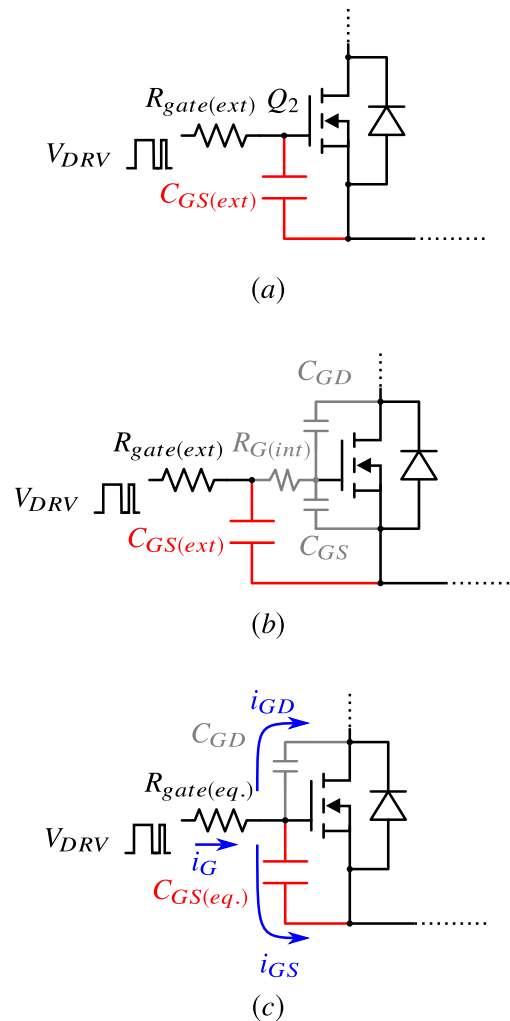 R_gate(ext) Q_2
V_DRV
C_GS(ext)
(a)
C_GD
R_gate(ext) R_G(int)
V_DRV
C_GS(ext) C_GS
(b)
i_GD
C_GD
R_gate(eq.)
V_DRV
i_G
C_GS(eq.)
i_GS
(c)